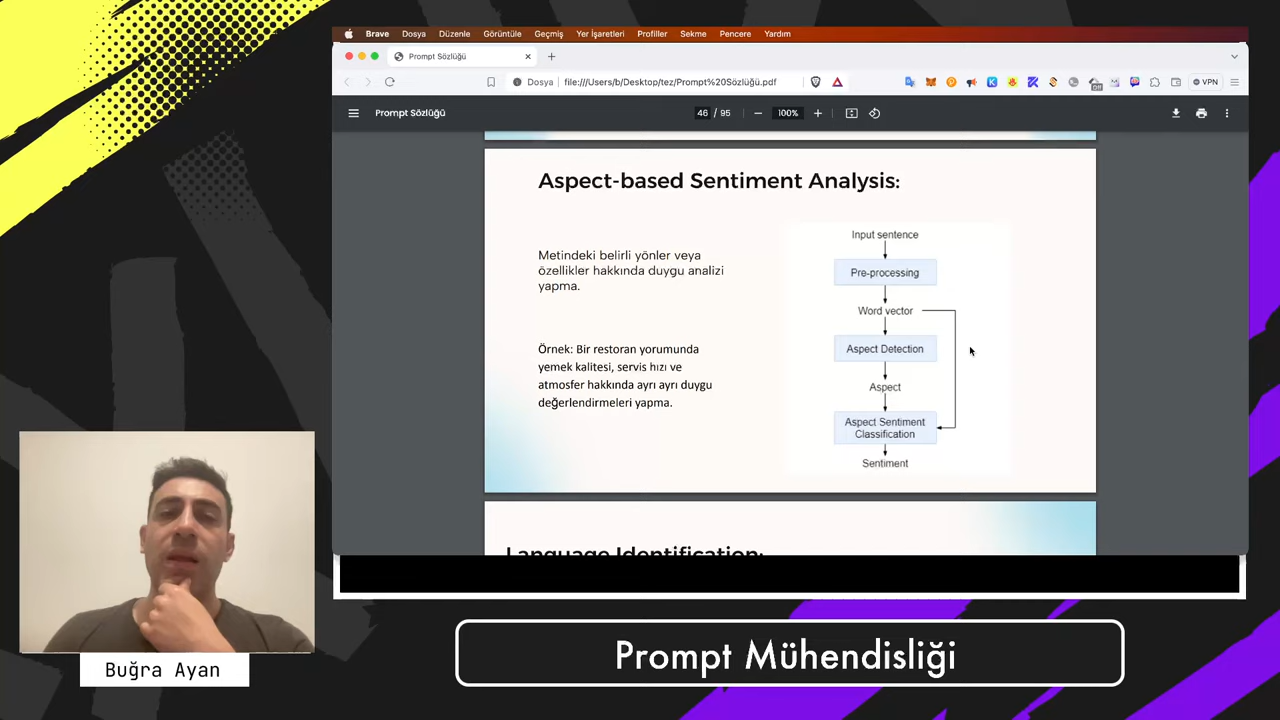 Brave Dosya Düzenle Görüntüle Geçmiş Yer İşaretleri Profiller Sekme Pencere Yardım
Prompt Sözlüğü
Dosya file:///Users/b/Desktop/tez/Prompt%20Sözlüğü.pdf
VPN
Prompt Sözlüğü
46 / 95
100%
Aspect-based Sentiment Analysis:
Metindeki belirli yönler veya
özellikler hakkında duygu analizi
yapma.
Örnek: Bir restoran yorumunda
yemek kalitesi, servis hızı ve
atmosfer hakkında ayrı ayrı duygu
değerlendirmeleri yapma.
Input sentence
Pre-processing
Word vector
Aspect Detection
Aspect
Aspect Sentiment
Classification
Sentiment
Language Identification:
Buğra Ayan
Prompt Mühendisliği